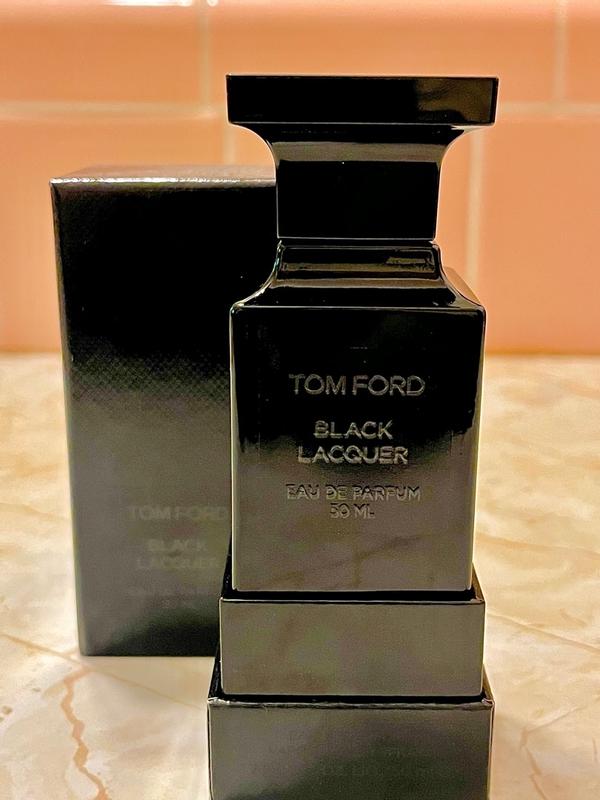 TOM FORD
BLACK
LACQUER
EAU DE PARFUM
50 ML
TOM FORD
BLACK
LACQUER